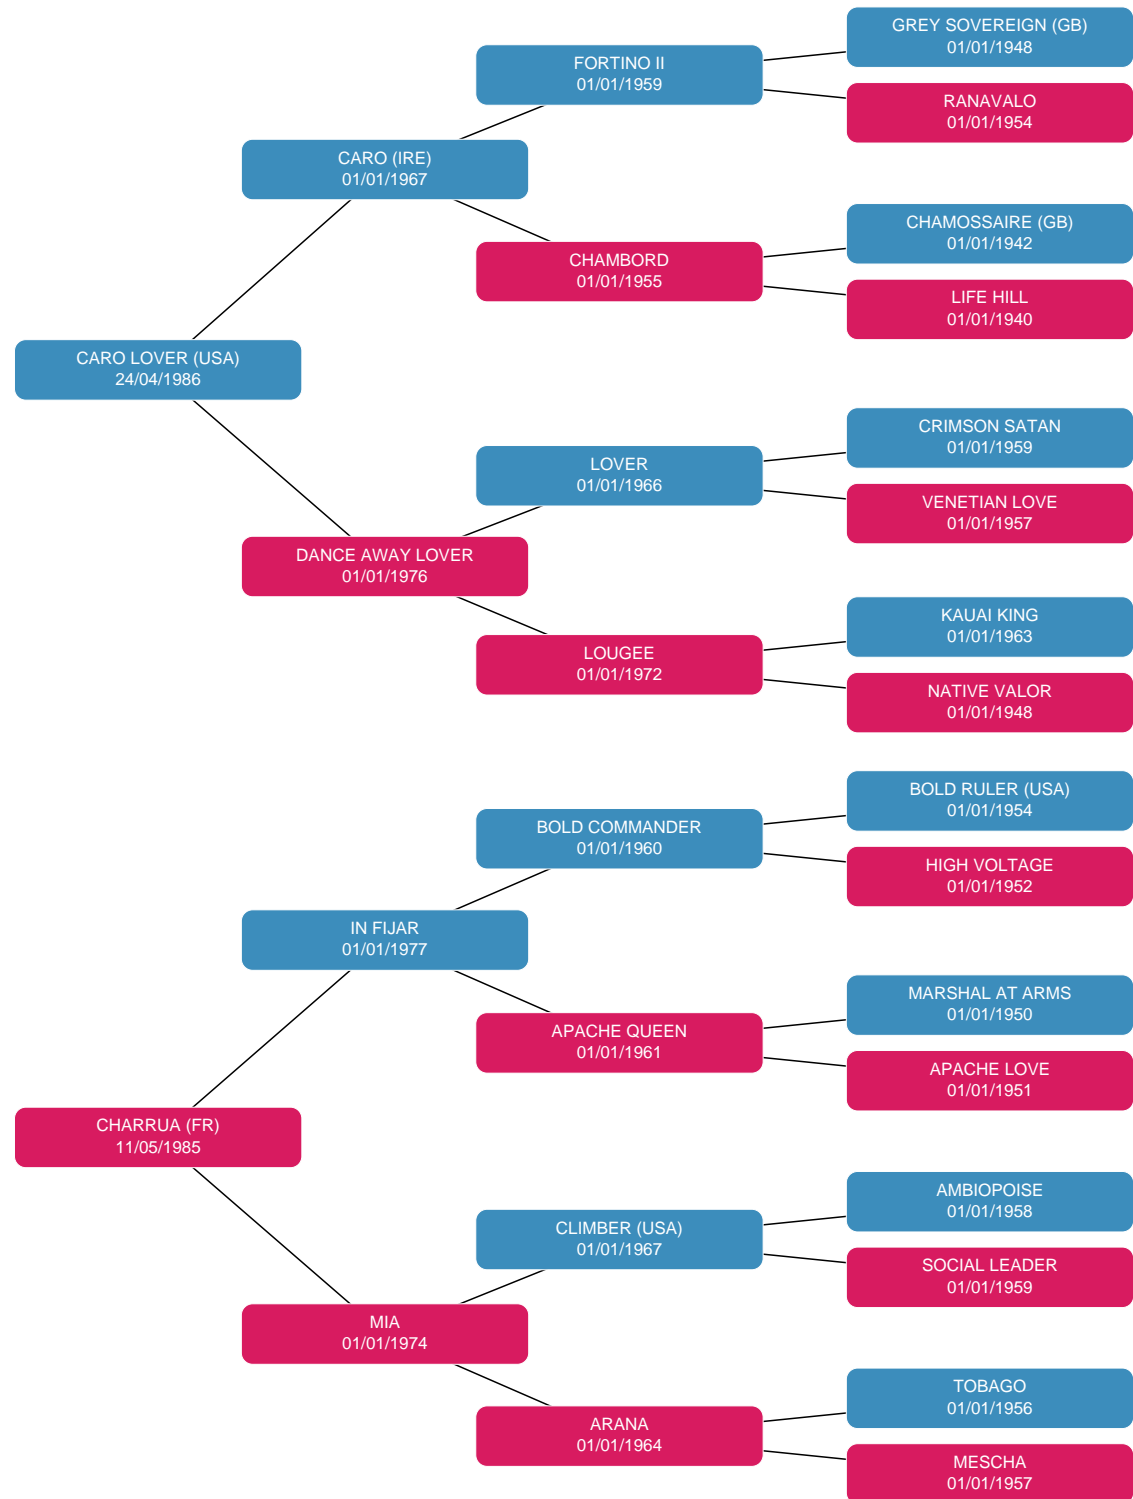 GREY SOVEREIGN (GB)
01/01/1948
FORTINO II
01/01/1959
RANAVALO
01/01/1954
CARO (IRE)
01/01/1967
CHAMOSSAIRE (GB)
01/01/1942
CHAMBORD
01/01/1955
LIFE HILL
01/01/1940
CARO LOVER (USA)
24/04/1986
CRIMSON SATAN
01/01/1959
LOVER
01/01/1966
VENETIAN LOVE
01/01/1957
DANCE AWAY LOVER
01/01/1976
KAUAI KING
01/01/1963
LOUGEE
01/01/1972
NATIVE VALOR
01/01/1948
BOLD RULER (USA)
01/01/1954
BOLD COMMANDER
01/01/1960
HIGH VOLTAGE
01/01/1952
IN FIJAR
01/01/1977
MARSHAL AT ARMS
01/01/1950
APACHE QUEEN
01/01/1961
APACHE LOVE
01/01/1951
CHARRUA (FR)
11/05/1985
AMBIOPOISE
01/01/1958
CLIMBER (USA)
01/01/1967
SOCIAL LEADER
01/01/1959
MIA
01/01/1974
TOBAGO
01/01/1956
ARANA
01/01/1964
MESCHA
01/01/1957